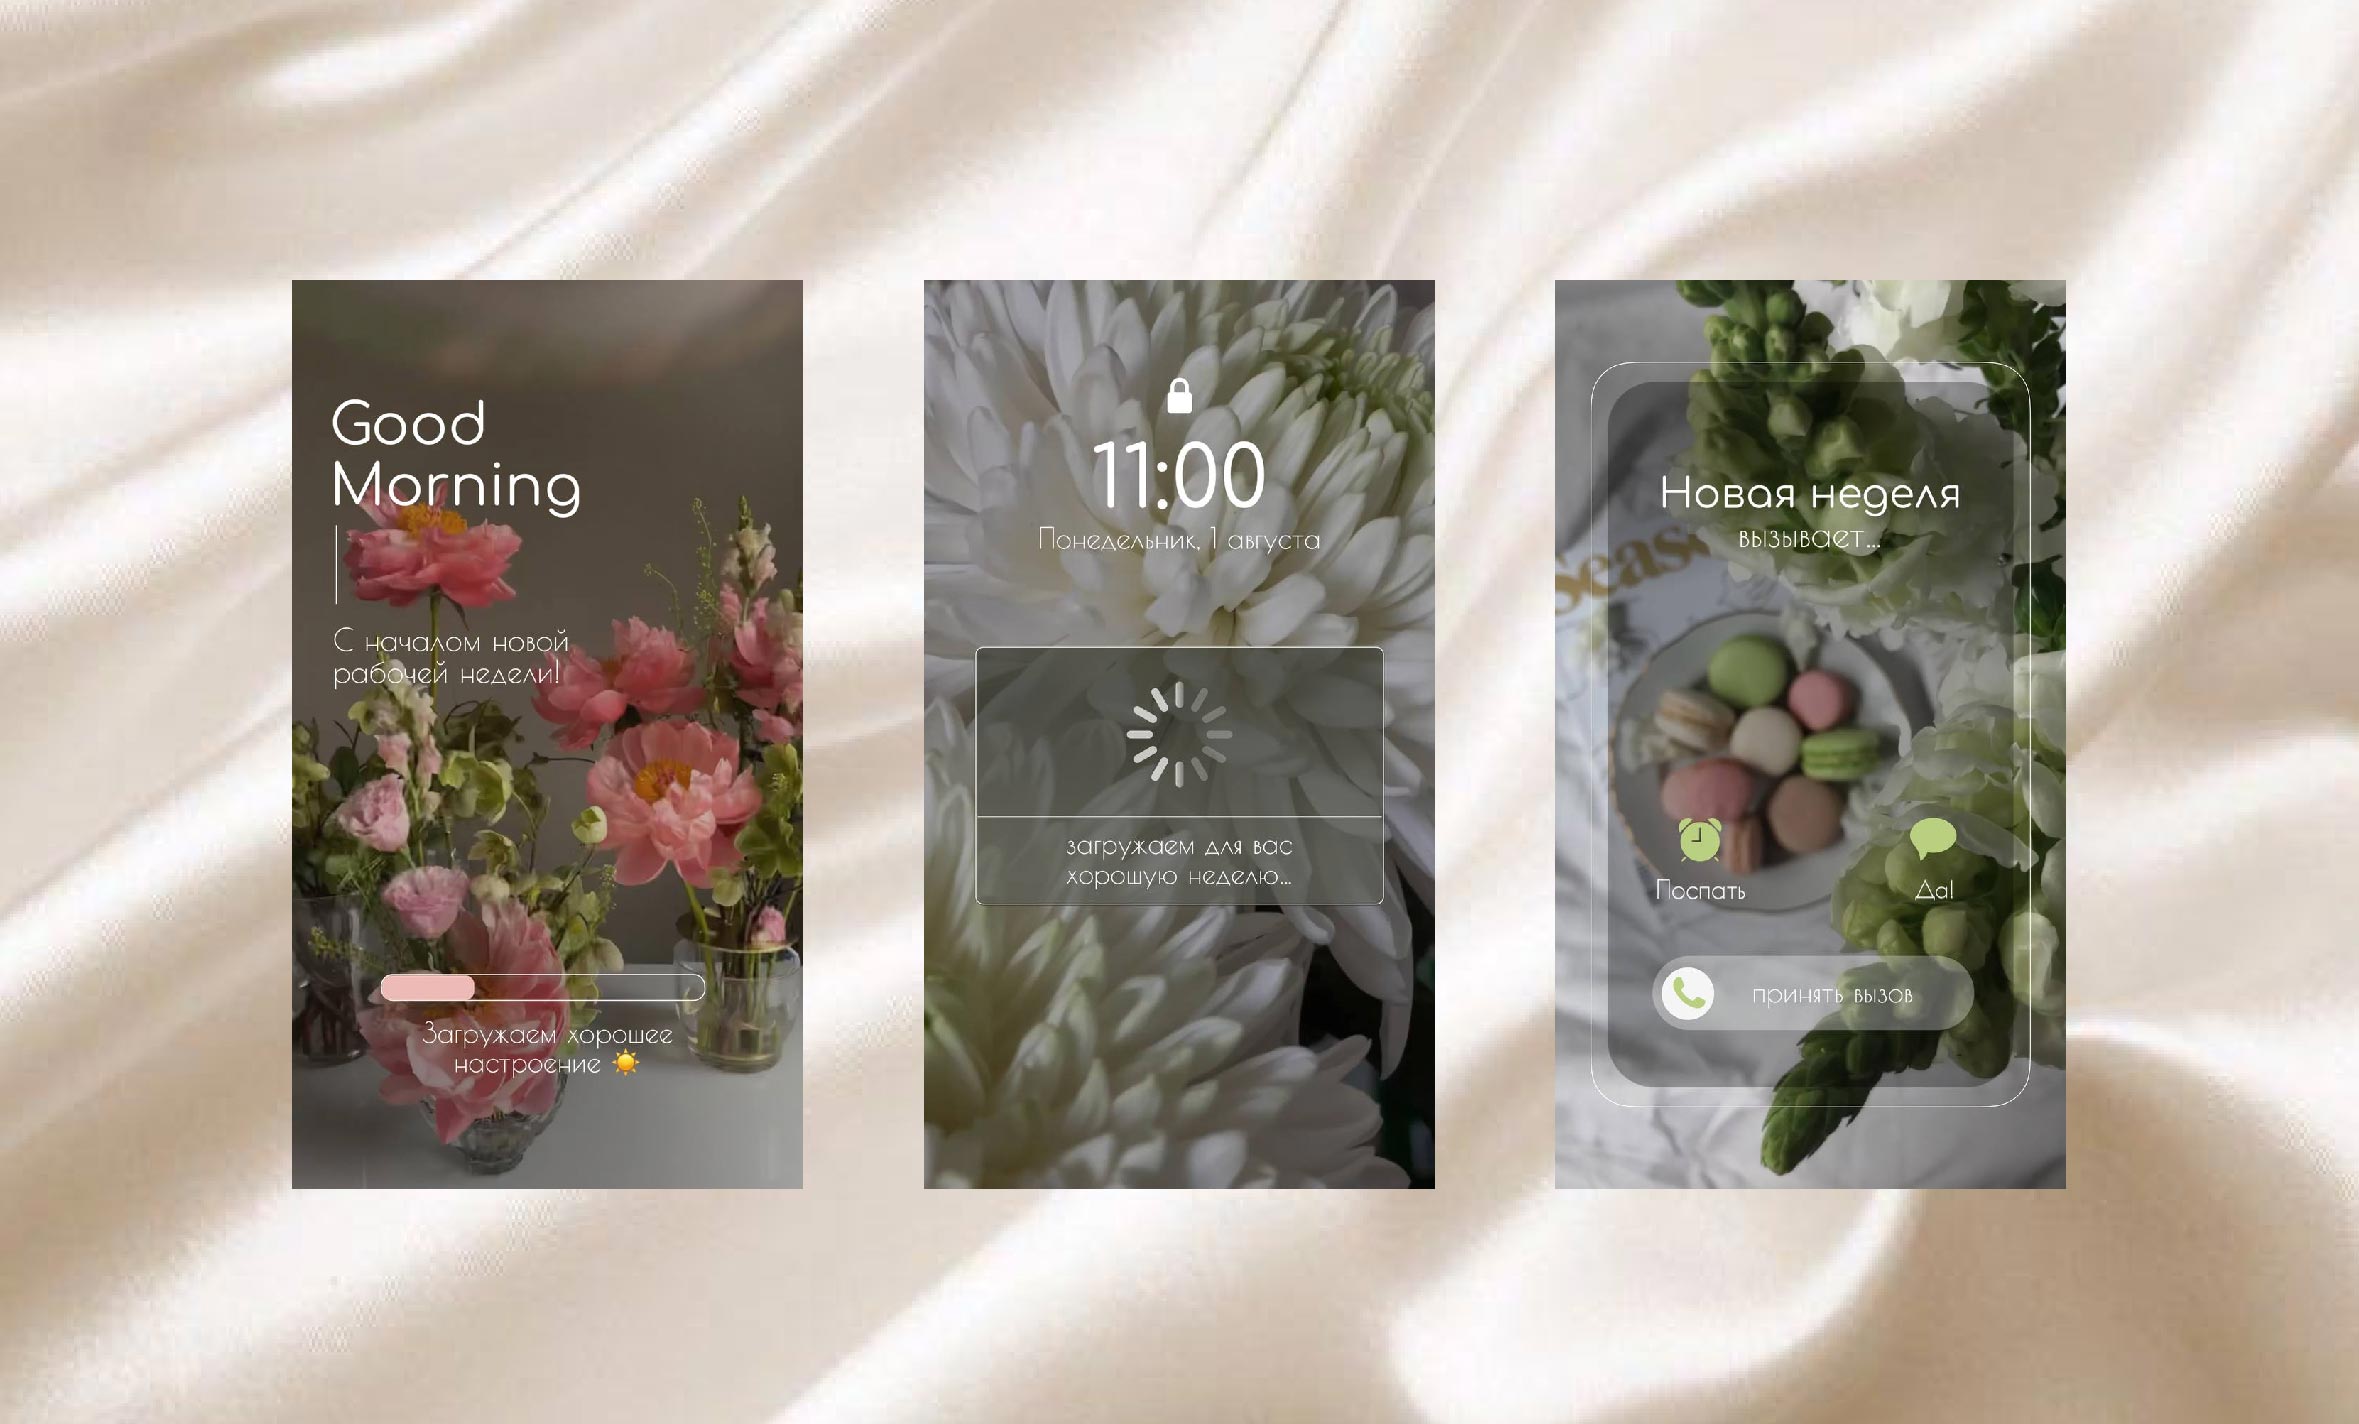 Good
Morning
С началом новой
рабочей недели!
Загружаем хорошее
настроение ☀️
11:00
Понедельник, 1 августа
загружаем для вас
хорошую неделю...
Новая неделя
вызывает...
Seas
Поспать
Да!
принять вызов